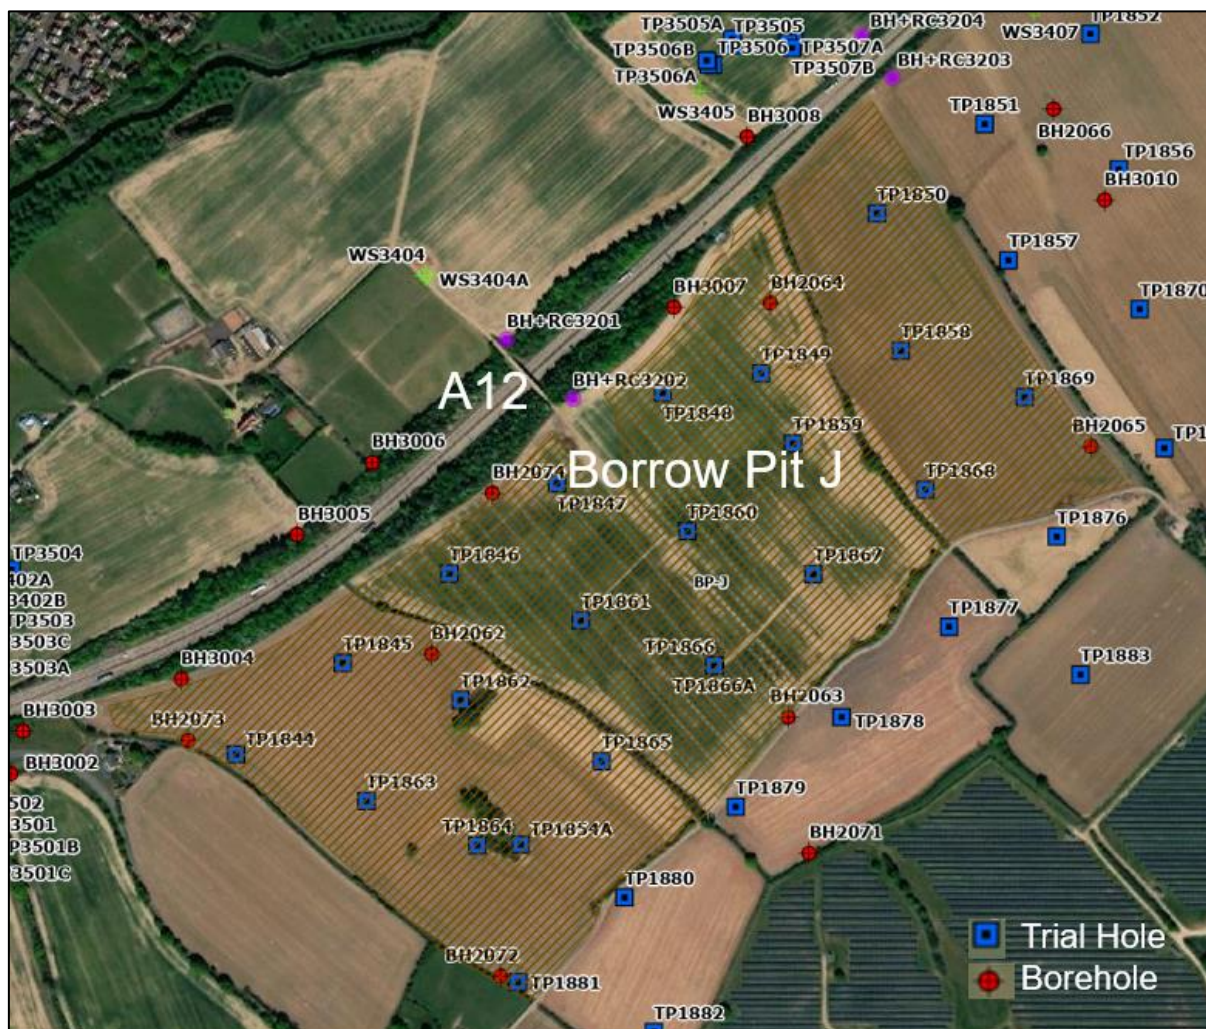 TP3505A
TP3505
BH+RC3204
TP1852
TP3506B
TP3506
TP3507A
WS3407
TP3506A
TP3507B
BH+RC3203
WS3405
BH3008
TP1851
BH2066
TP1856
BH3010
TP1850
WS3404
WS3404A
TP1857
BH3007
BH2064
TP1870
BH+RC3201
TP1858
TP1849
BH+RC3202
A12
TP1848
TP1869
BH3006
TP1859
BH2065
TP1
BH2074
Borrow Pit J
TP1868
TP1847
BH3005
TP1860
TP1876
TP3504
TP1846
TP1867
402A
BP-J
3402B
TP3503
TP1861
TP1877
3503C
TP1845
BH2062
TP1866
3503A
BH3004
TP1883
TP1866A
TP1862
BH2063
BH3003
BH2073
TP1878
TP1844
TP1865
BH3002
TP1863
TP1879
502
3501
TP1864
TP1854A
BH2071
P3501B
3501C
TP1880
Trial Hole
BH2072
TP1881
Borehole
TP1882